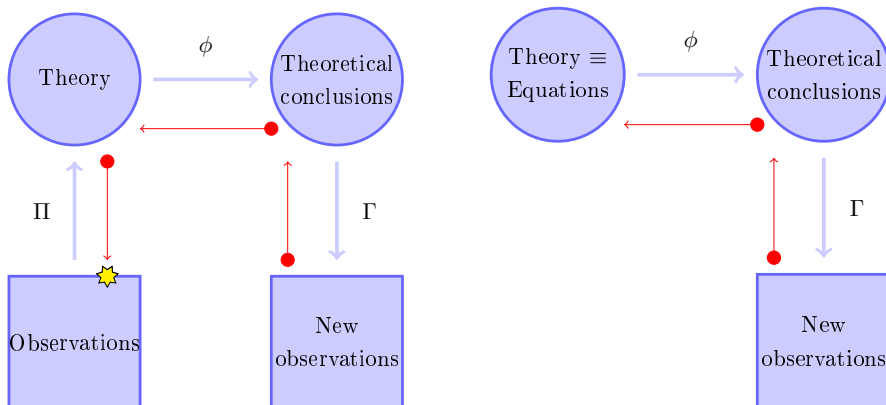 ϕ
Theory
Theoretical
conclusions
Π
Γ
Observations
New
observations
ϕ
Theory ≡
Equations
Theoretical
conclusions
Γ
New
observations